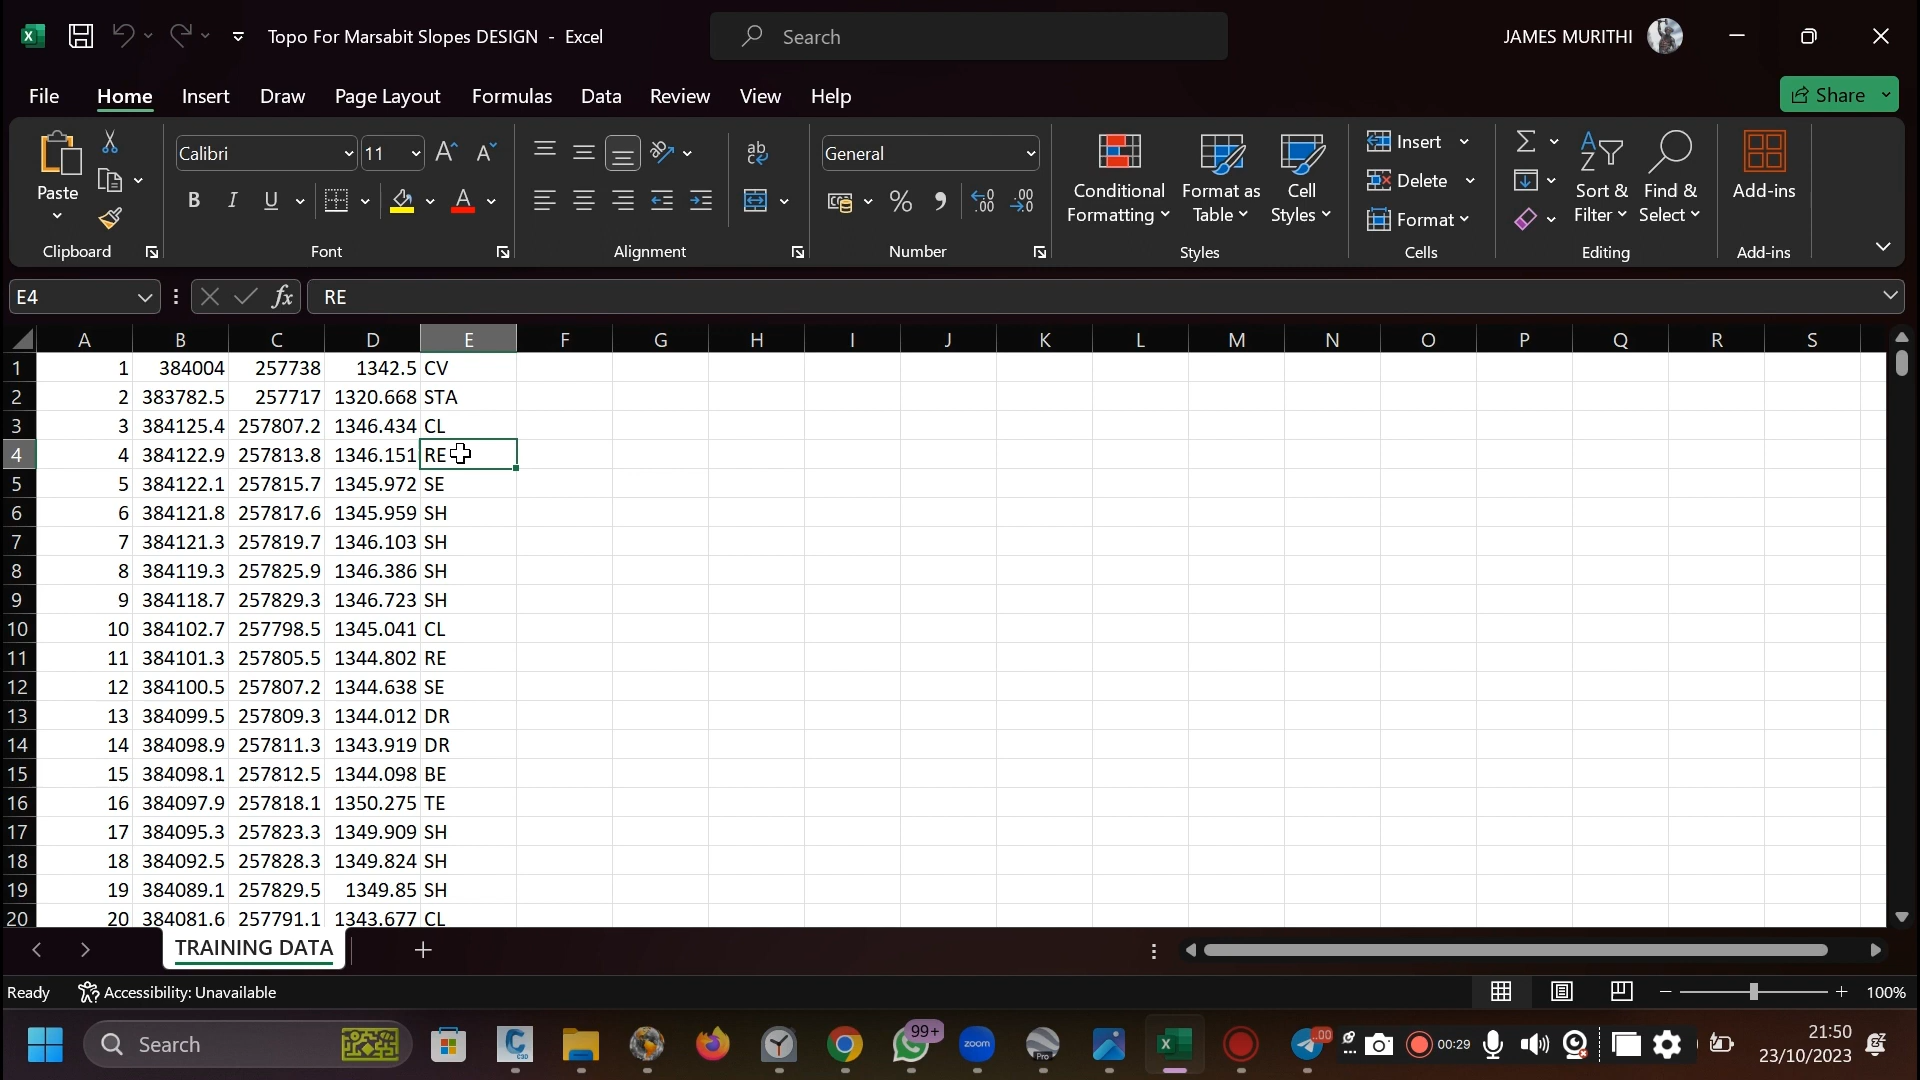 Topo For Marsabit Slopes DESIGN - Excel
Search
JAMES MURITHI
File Home Insert Draw Page Layout Formulas Data Review View Help
Share
Paste
Clipboard
Calibri 11
B I U
Font
Alignment
General
Number
Conditional Formatting
Format as Table
Cell Styles
Styles
Insert
Delete
Format
Cells
Sort & Filter
Find & Select
Editing
Add-ins
Add-ins
E4 fx RE
A B C D E F G H I J K L M N O P Q R S
1 1 384004 257738 1342.5 CV
2 2 383782.5 257717 1320.668 STA
3 3 384125.4 257807.2 1346.434 CL
4 4 384122.9 257813.8 1346.151 RE
5 5 384122.1 257815.7 1345.972 SE
6 6 384121.8 257817.6 1345.959 SH
7 7 384121.3 257819.7 1346.103 SH
8 8 384119.3 257825.9 1346.386 SH
9 9 384118.7 257829.3 1346.723 SH
10 10 384102.7 257798.5 1345.041 CL
11 11 384101.3 257805.5 1344.802 RE
12 12 384100.5 257807.2 1344.638 SE
13 13 384099.5 257809.3 1344.012 DR
14 14 384098.9 257811.3 1343.919 DR
15 15 384098.1 257812.5 1344.098 BE
16 16 384097.9 257818.1 1350.275 TE
17 17 384095.3 257823.3 1349.909 SH
18 18 384092.5 257828.3 1349.824 SH
19 19 384089.1 257829.5 1349.85 SH
20 20 384081.6 257791.1 1343.677 CL
TRAINING DATA
Ready Accessibility: Unavailable
100%
Search
C3D
99+
zoom
Pro
00:29
21:50
23/10/2023